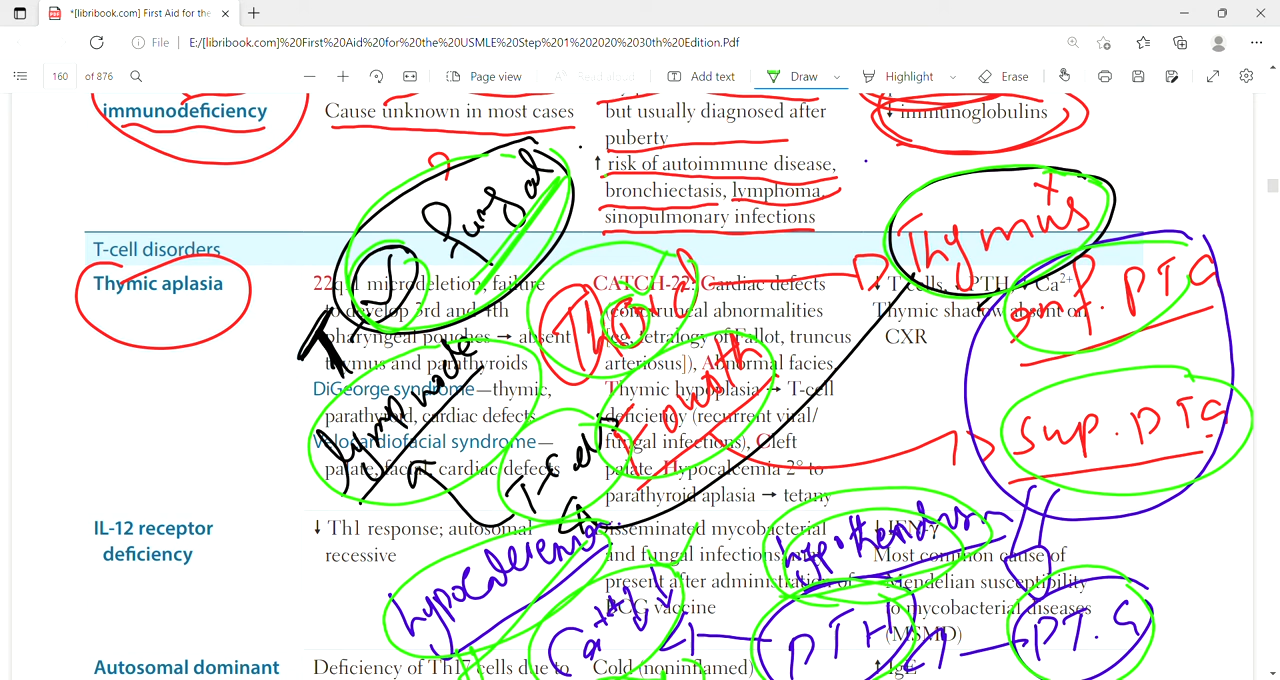 *[libribook.com] First Aid for the
File E:/[libribook.com]%20First%20Aid%20for%20the%20USMLE%20Step%201%202020%2030th%20Edition.Pdf
160 of 876 Page view Read aloud Add text Draw Highlight Erase
immunodeficiency
Cause unknown in most cases
but usually diagnosed after
puberty
↑ risk of autoimmune disease,
bronchiectasis, lymphoma,
sinopulmonary infections
↓ immunoglobulins
T-cell disorders
Thymic aplasia
22q11 microdeletion; failure
to develop 3rd and 4th
pharyngeal pouches → absent
thymus and parathyroids
DiGeorge syndrome—thymic,
parathyroid, cardiac defects
Velocardiofacial syndrome—
palate, facial, cardiac defects
CATCH-22: Cardiac defects
(conotruncal abnormalities
[eg, tetralogy of Fallot, truncus
arteriosus]), Abnormal facies,
Thymic hypoplasia → T-cell
deficiency (recurrent viral/
fungal infections), Cleft
palate, Hypocalcemia 2° to
parathyroid aplasia → tetany
↓ T cells, ↓ PTH, ↓ Ca2+
Thymic shadow absent on
CXR
IL-12 receptor
deficiency
↓ Th1 response; autosomal
recessive
Disseminated mycobacterial
and fungal infections; may
present after administration of
BCG vaccine
↓ IFN-γ
Most common cause of
Mendelian susceptibility
to mycobacterial diseases
(MSMD)
Autosomal dominant
Deficiency of Th17 cells due to
Cold (noninflamed)
↑ IgE
fungal
Thymus
+
Third
inf. PTG
Fourth
sup. PTG
lymph node
T-Cells
hypocalcemia
Ca++ ↓
PTH
PT.G